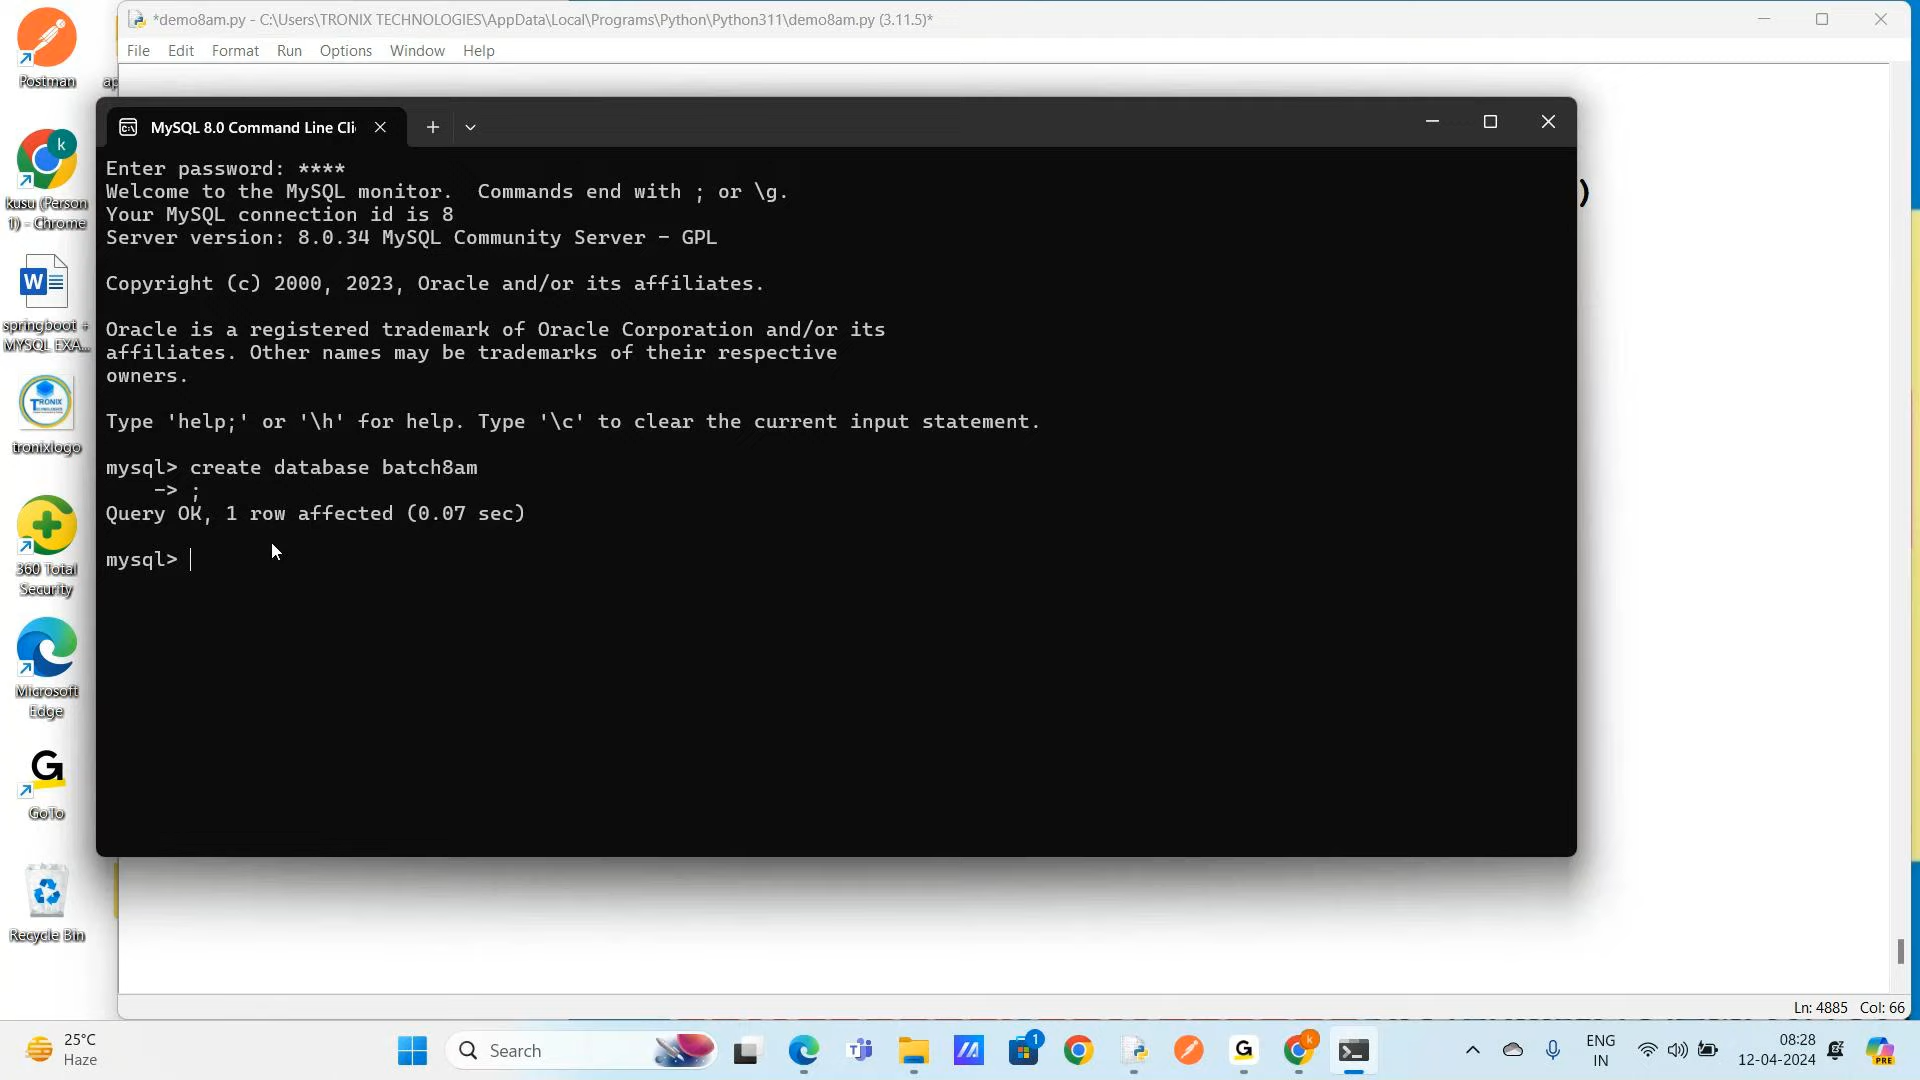 *demo8am.py - C:\Users\TRONIX TECHNOLOGIES\AppData\Local\Programs\Python\Python311\demo8am.py (3.11.5)*
File Edit Format Run Options Window Help
Postman
kusu (Person
1) - Chrome
springboot +
MYSQL EXA...
TRONIX
tronixlogo
360 Total
Security
Microsoft
Edge
GoTo
Recycle Bin
MySQL 8.0 Command Line Cli
Enter password: ****
Welcome to the MySQL monitor.  Commands end with ; or \g.
Your MySQL connection id is 8
Server version: 8.0.34 MySQL Community Server - GPL
Copyright (c) 2000, 2023, Oracle and/or its affiliates.
Oracle is a registered trademark of Oracle Corporation and/or its
affiliates. Other names may be trademarks of their respective
owners.
Type 'help;' or '\h' for help. Type '\c' to clear the current input statement.
mysql> create database batch8am
    -> ;
Query OK, 1 row affected (0.07 sec)
mysql>
)
Ln: 4885 Col: 66
25°C
Haze
Search
1
k
ENG
IN
08:28
12-04-2024
PRE